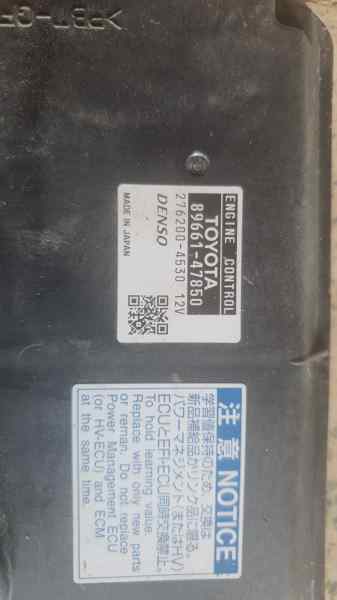 ENGINE CONTROL
TOYOTA
89661-47850
276200-4530 12V
DENSO
MADE IN JAPAN
注意 NOTICE
学習値保持のため、交換は
新品補給品かリンク品に限る。
パワーマネジメント(またはHV)
ECUとEFI-ECU同時交換禁止。
To hold learning value.
Replace with only new parts
or reman. Do not replace
Power Management ECU
(or HV-ECU) and ECM
at the same time.